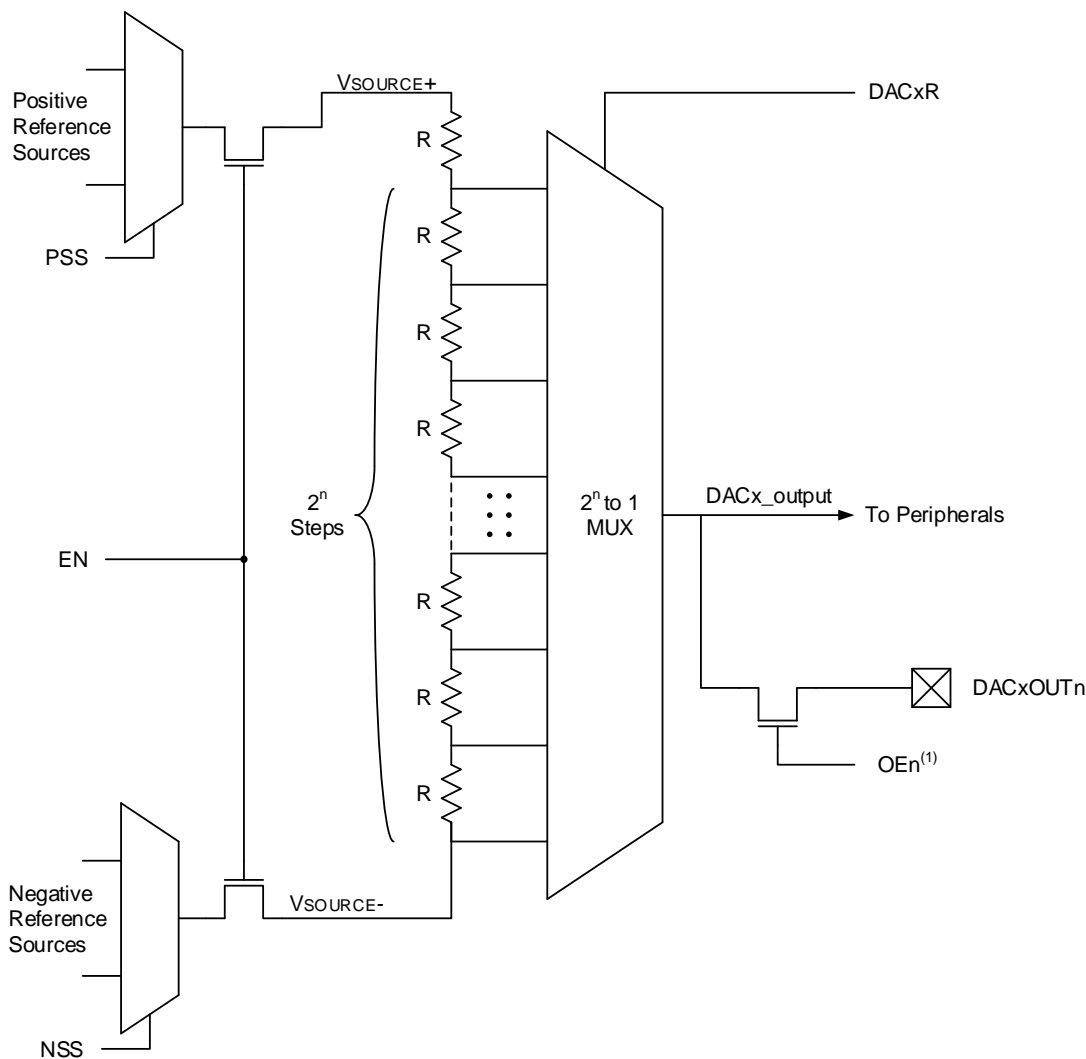 VSOURCE+
DACxR
Positive
Reference
Sources
R
R
PSS
R
R
2ⁿ
Steps
2ⁿ to 1
MUX
DACx_output
To Peripherals
EN
R
R
DACxOUTn
OEn⁽¹⁾
R
Negative
Reference
Sources
VSOURCE-
NSS